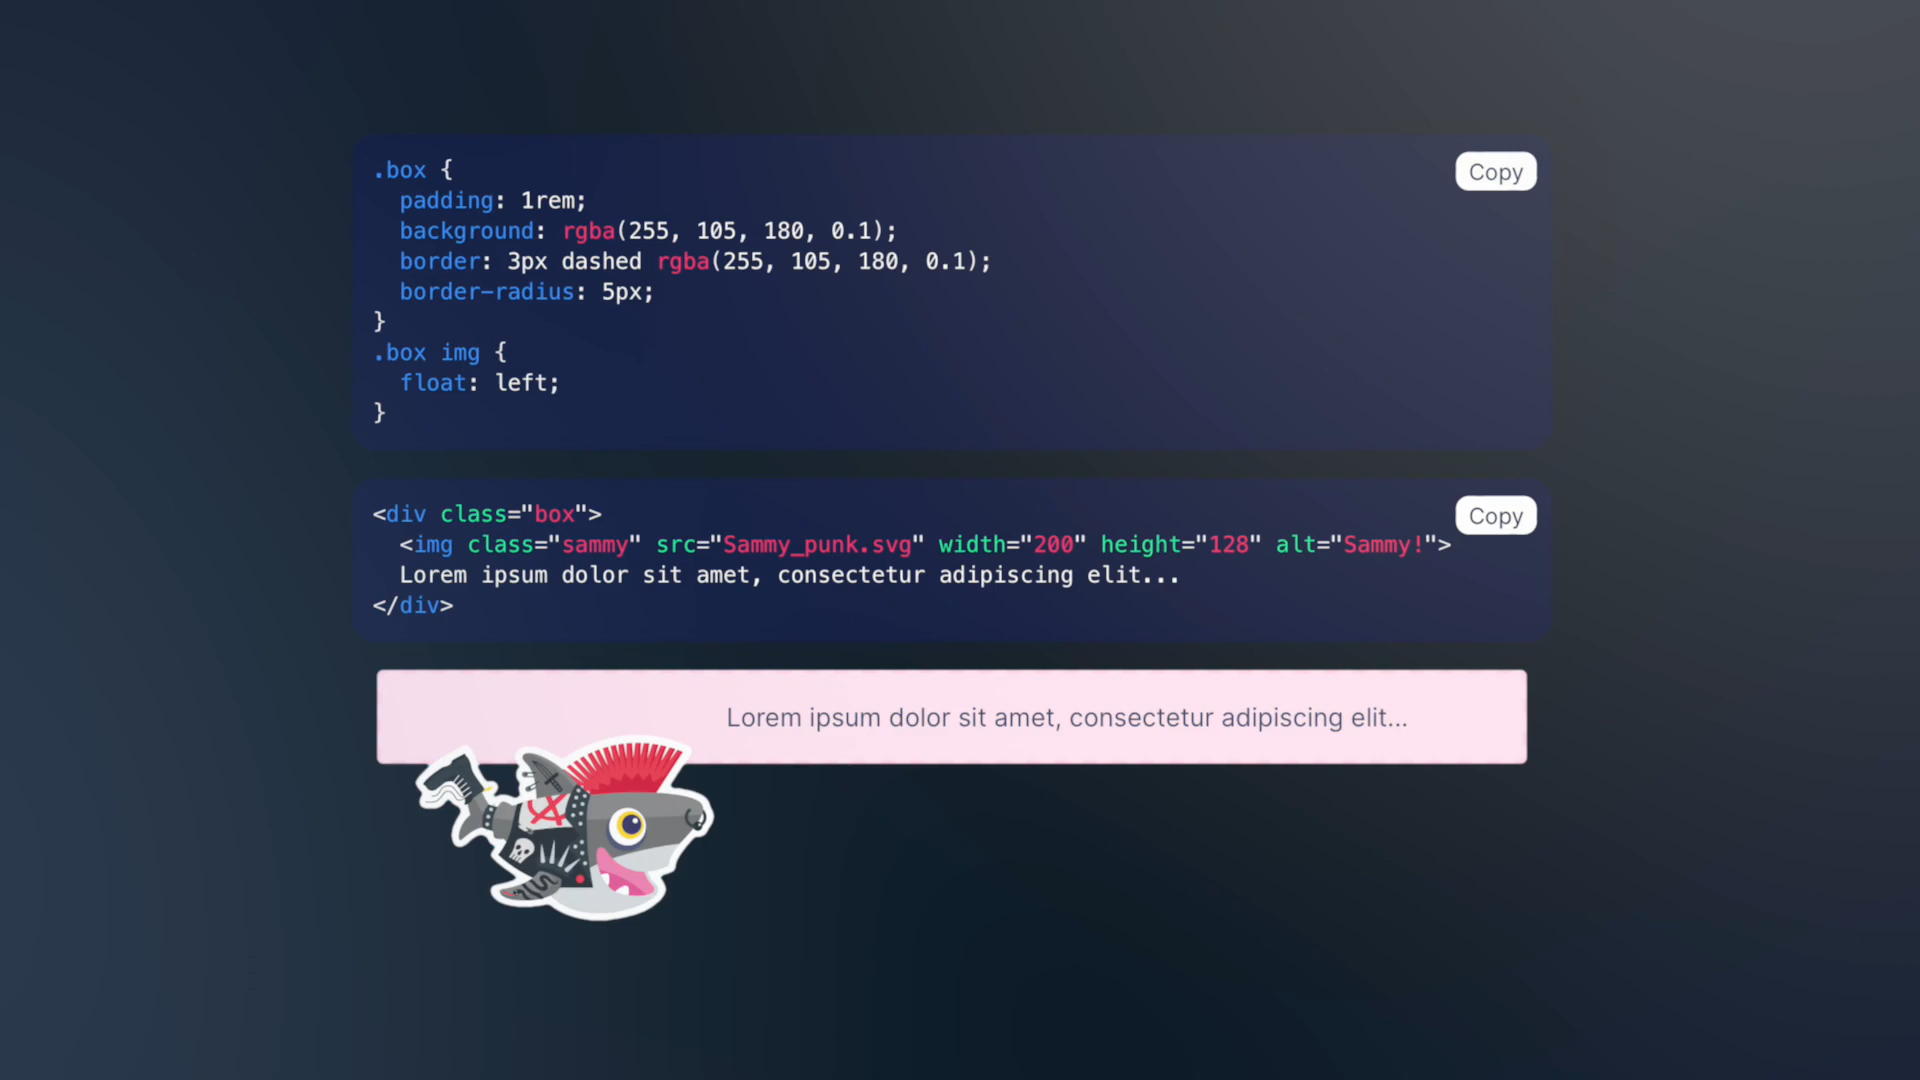 .box {
  padding: 1rem;
  background: rgba(255, 105, 180, 0.1);
  border: 3px dashed rgba(255, 105, 180, 0.1);
  border-radius: 5px;
}
.box img {
  float: left;
}
Copy
<div class="box">
  <img class="sammy" src="Sammy_punk.svg" width="200" height="128" alt="Sammy!">
  Lorem ipsum dolor sit amet, consectetur adipiscing elit...
</div>
Copy
Lorem ipsum dolor sit amet, consectetur adipiscing elit...